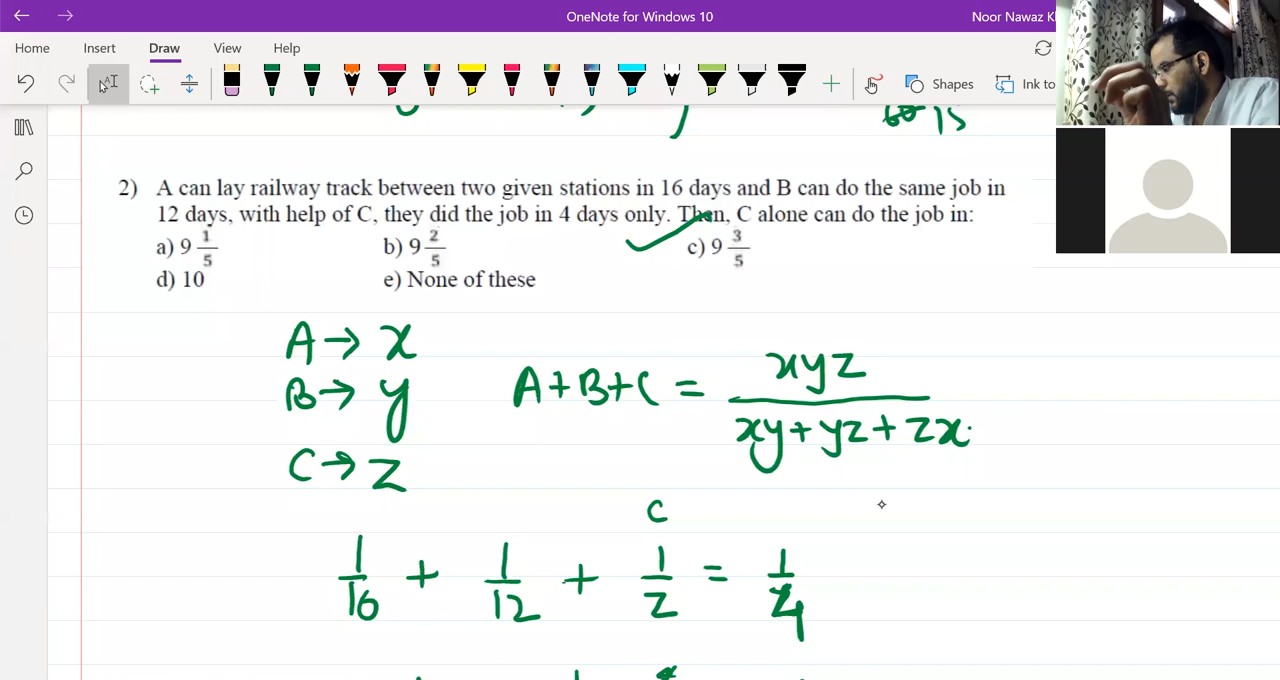 OneNote for Windows 10
Noor Nawaz K
Home Insert Draw View Help
Shapes
Ink to
15
2) A can lay railway track between two given stations in 16 days and B can do the same job in
12 days, with help of C, they did the job in 4 days only. Then, C alone can do the job in:
a) 9 1/5 b) 9 2/5 c) 9 3/5
d) 10 e) None of these
A → x
B → y
C → z
A+B+C = xyz / xy+yz+zx
C
1/16 + 1/12 + 1/z = 1/4